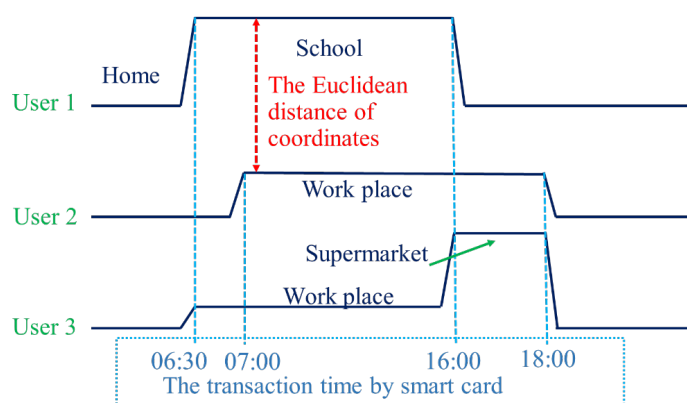 School
Home
The Euclidean
distance of
coordinates
User 1
Work place
User 2
Supermarket
Work place
User 3
06:30 07:00 16:00 18:00
The transaction time by smart card